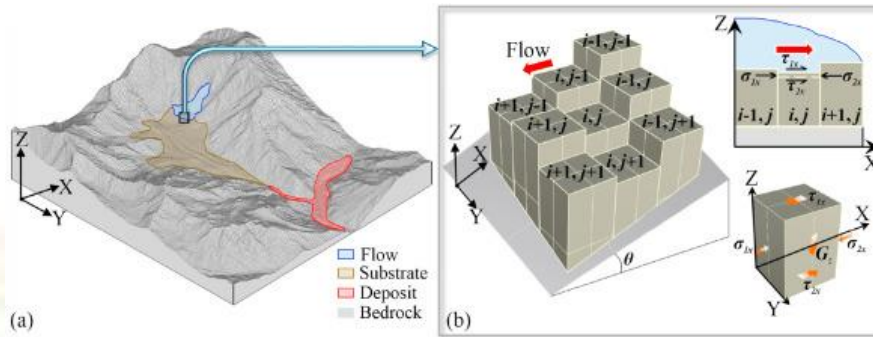 Z
X
Y
Flow
Substrate
Deposit
Bedrock
(a)
Flow
i-1, j-1
i, j-1
i-1, j
i+1, j-1
i, j
i-1, j+1
i+1, j
i, j+1
i+1, j+1
Z
X
Y
θ
(b)
Z
τ1x
σ1x
σ2x
τ2x
i-1, j
i, j
i+1, j
X
Z
τ1x
X
σ1x
σ2x
τ2x
Y